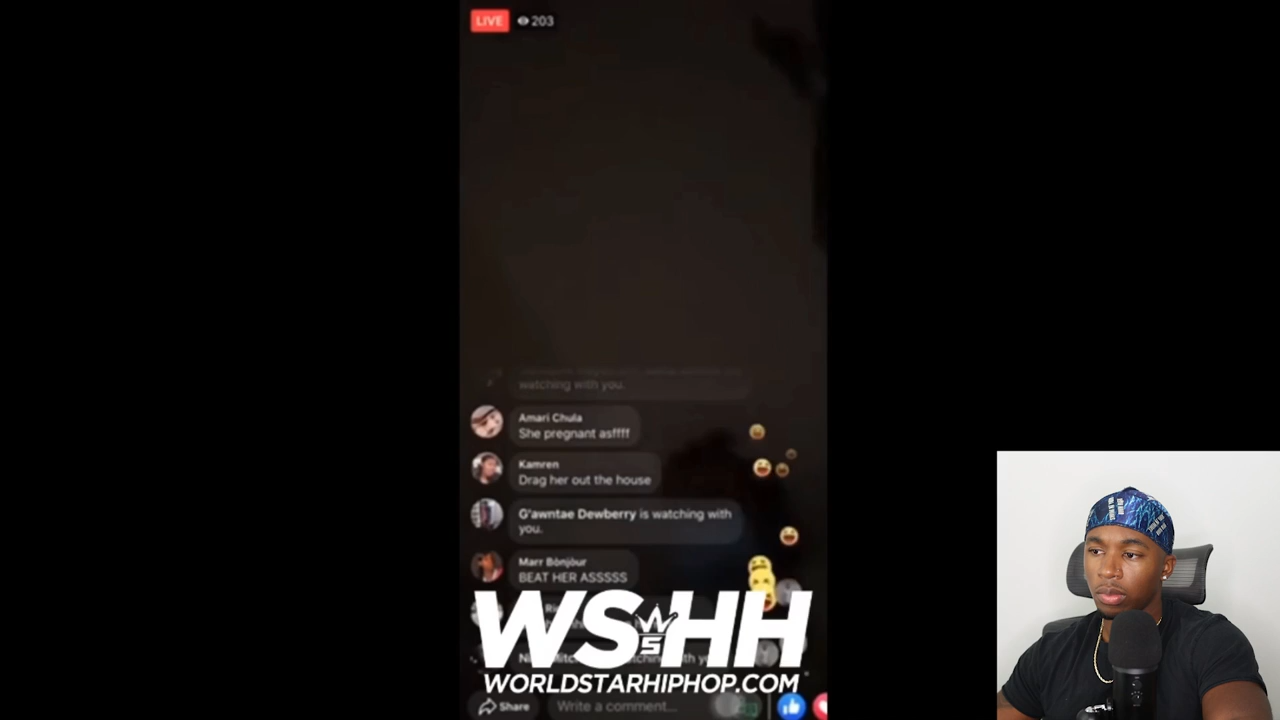 LIVE 203
watching with you.
Amari Chula
She pregnant asffff
Kamren
Drag her out the house
G'awntae Dewberry is watching with
you.
Marr Bònjòur
BEAT HER ASSSSS
WSHH
WORLDSTARHIPHOP.COM
Share Write a comment...